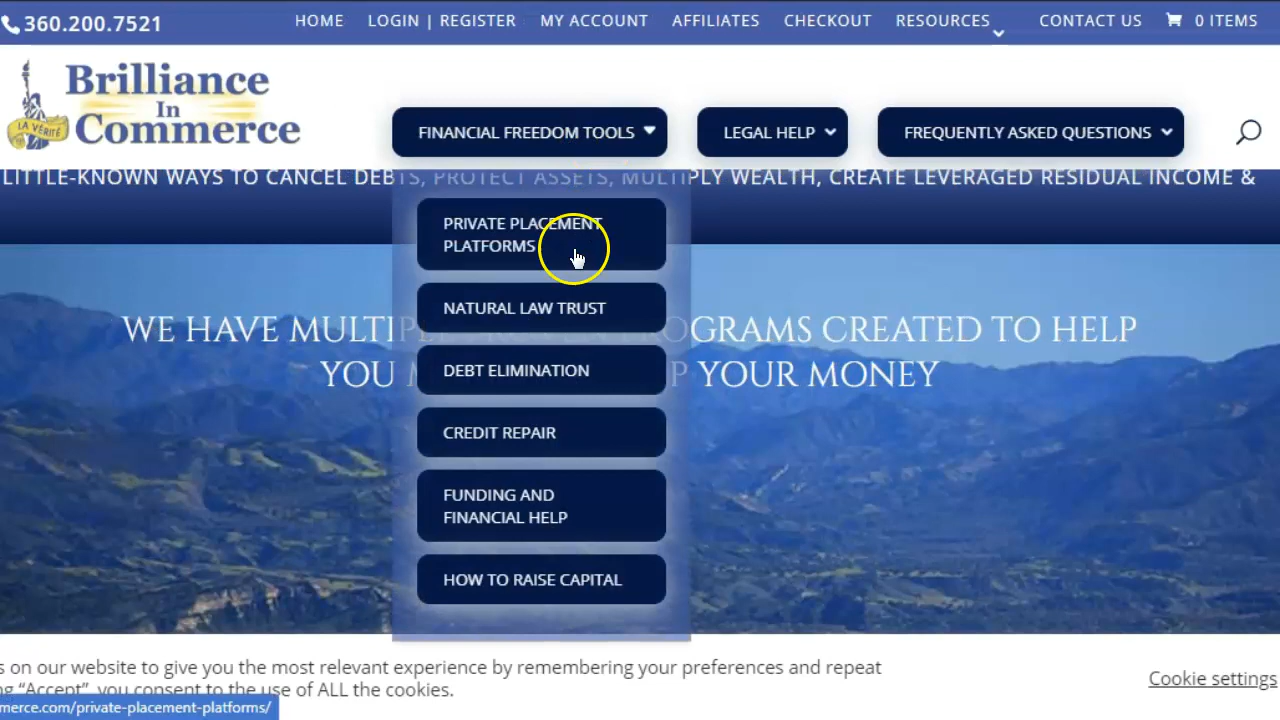 360.200.7521
HOME LOGIN | REGISTER MY ACCOUNT AFFILIATES CHECKOUT RESOURCES CONTACT US 0 ITEMS
Brilliance
In
Commerce
LA VÉRITÉ
FINANCIAL FREEDOM TOOLS LEGAL HELP FREQUENTLY ASKED QUESTIONS
LITTLE-KNOWN WAYS TO CANCEL DEBTS, PROTECT ASSETS, MULTIPLY WEALTH, CREATE LEVERAGED RESIDUAL INCOME &
PRIVATE PLACEMENT
PLATFORMS
NATURAL LAW TRUST
DEBT ELIMINATION
CREDIT REPAIR
FUNDING AND
FINANCIAL HELP
HOW TO RAISE CAPITAL
WE HAVE MULTIPLE PROGRAMS CREATED TO HELP
YOU YOUR MONEY
s on our website to give you the most relevant experience by remembering your preferences and repeat
"Accept", you consent to the use of ALL the cookies.
Cookie settings
merce.com/private-placement-platforms/